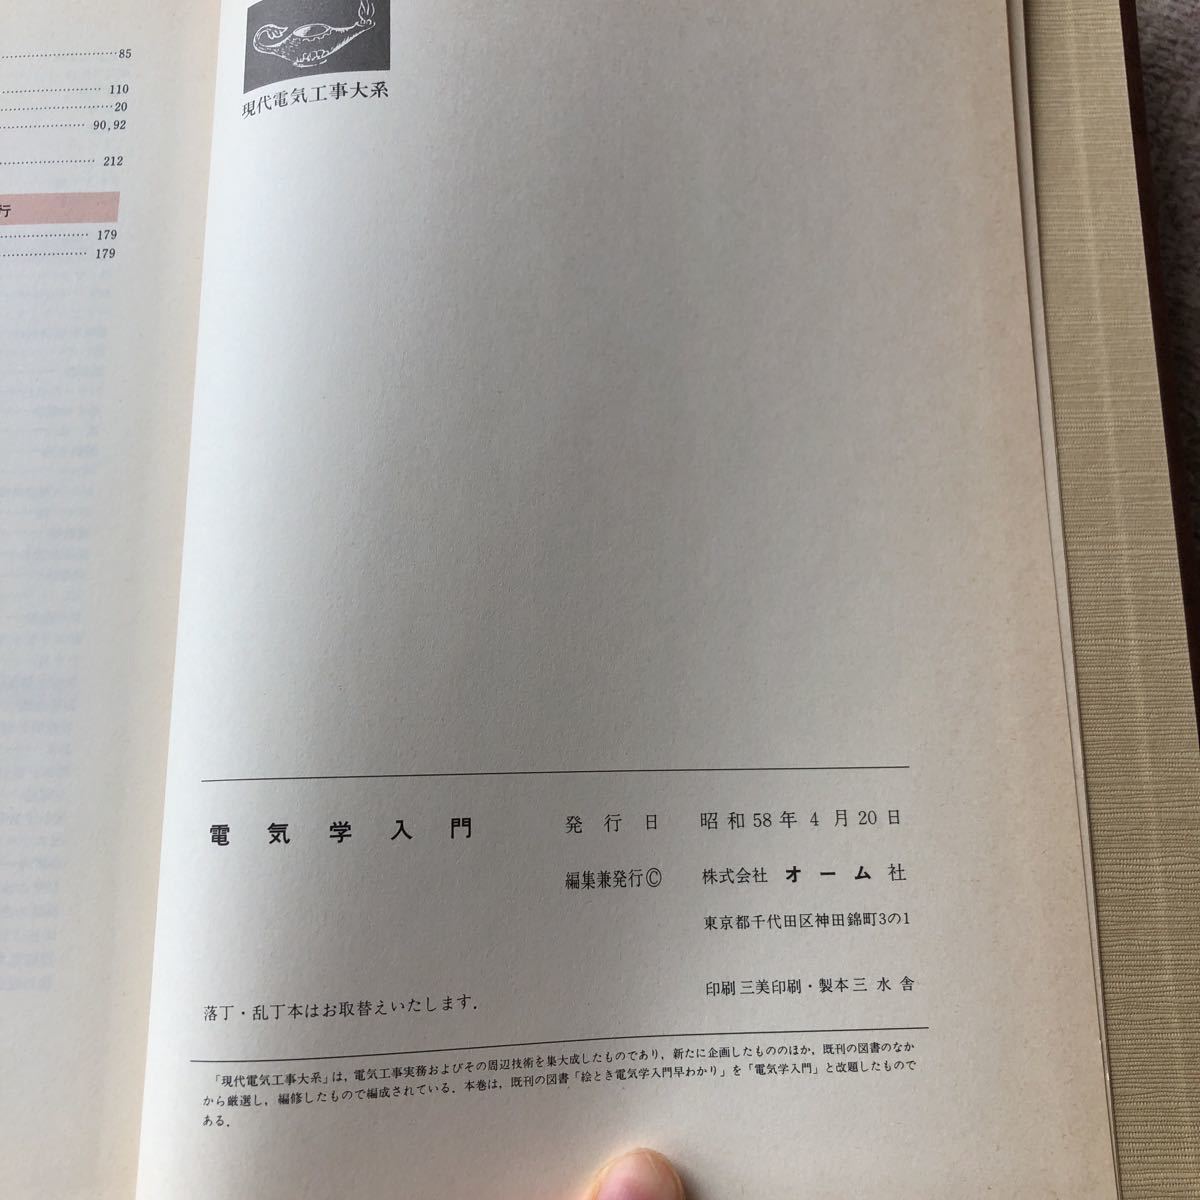 85
110
20
90,92
212
行
179
179
現代電気工事大系
電気学入門
発行日 昭和58年4月20日
編集兼発行© 株式会社 オーム社
東京都千代田区神田錦町3の1
印刷 三美印刷・製本 三水舎
落丁・乱丁本はお取替えいたします.
「現代電気工事大系」は，電気工事実務およびその周辺技術を集大成したものであり，新たに企画したもののほか，既刊の図書のなか
から厳選し，編修したもので編成されている．本巻は，既刊の図書「絵とき電気学入門早わかり」を「電気学入門」と改題したもので
ある．